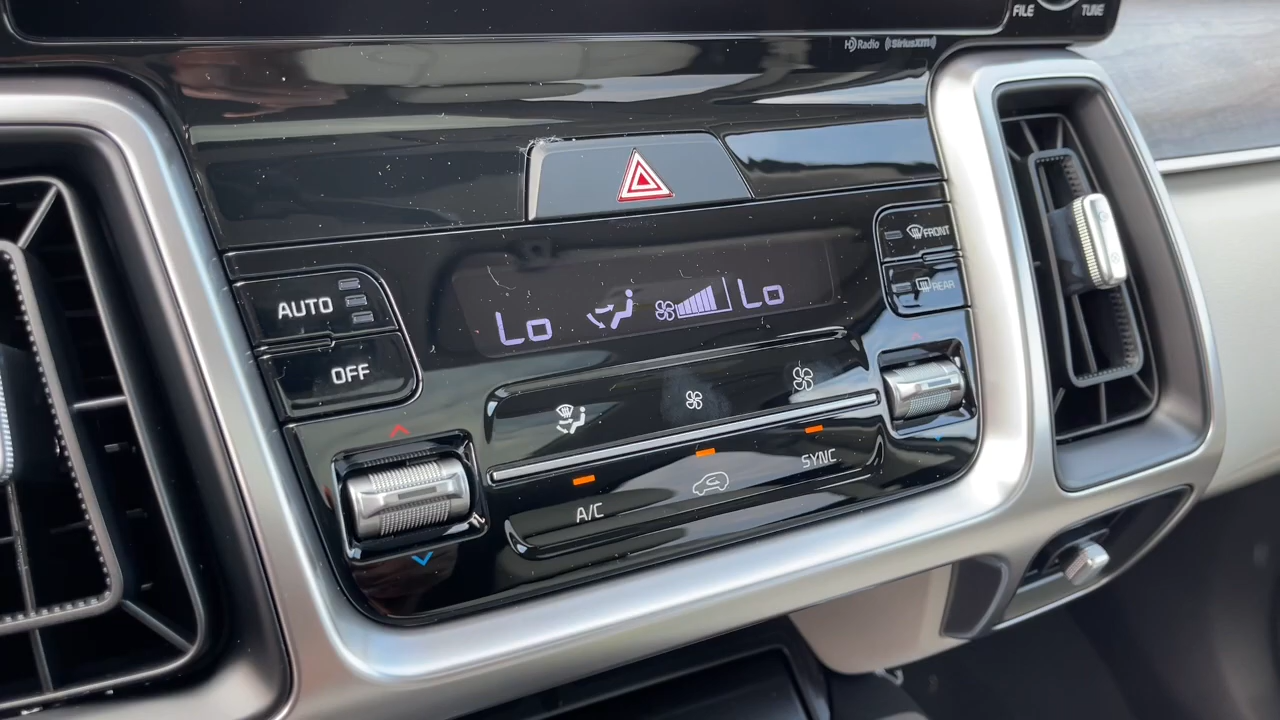 FILE
TUNE
HD Radio
((SiriusXM))
AUTO
OFF
Lo
Lo
FRONT
REAR
A/C
SYNC